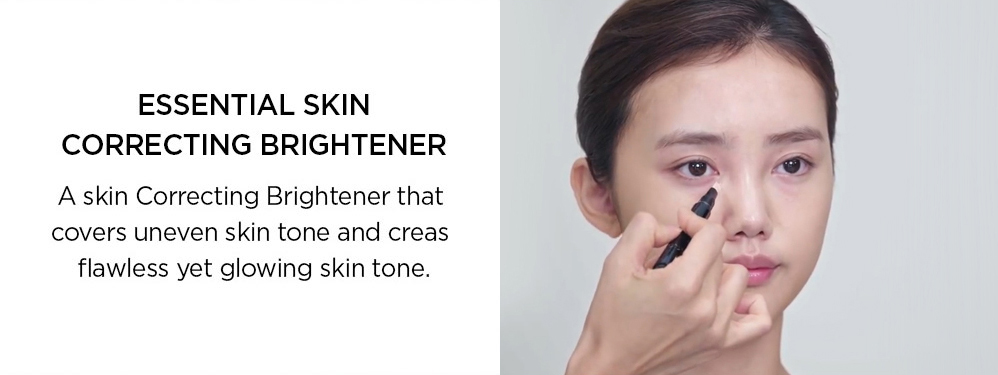 ESSENTIAL SKIN
CORRECTING BRIGHTENER
A skin Correcting Brightener that
covers uneven skin tone and creas
flawless yet glowing skin tone.